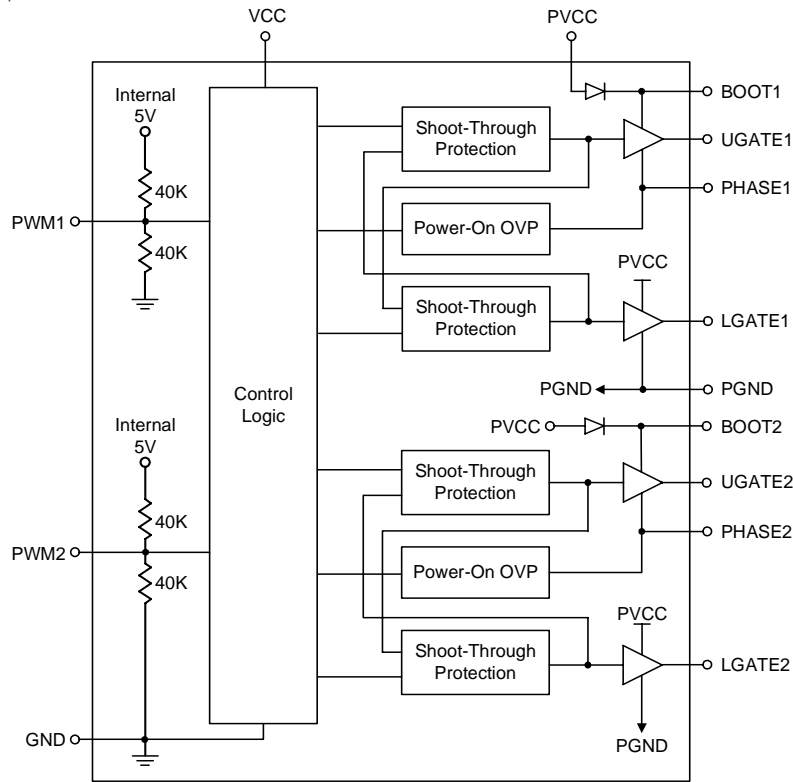 VCC
PVCC
Internal
5V
40K
PWM1
40K
Control
Logic
Shoot-Through
Protection
Power-On OVP
Shoot-Through
Protection
BOOT1
UGATE1
PHASE1
PVCC
LGATE1
PGND
PGND
PVCC
BOOT2
Internal
5V
40K
PWM2
40K
Shoot-Through
Protection
Power-On OVP
Shoot-Through
Protection
UGATE2
PHASE2
PVCC
LGATE2
PGND
GND